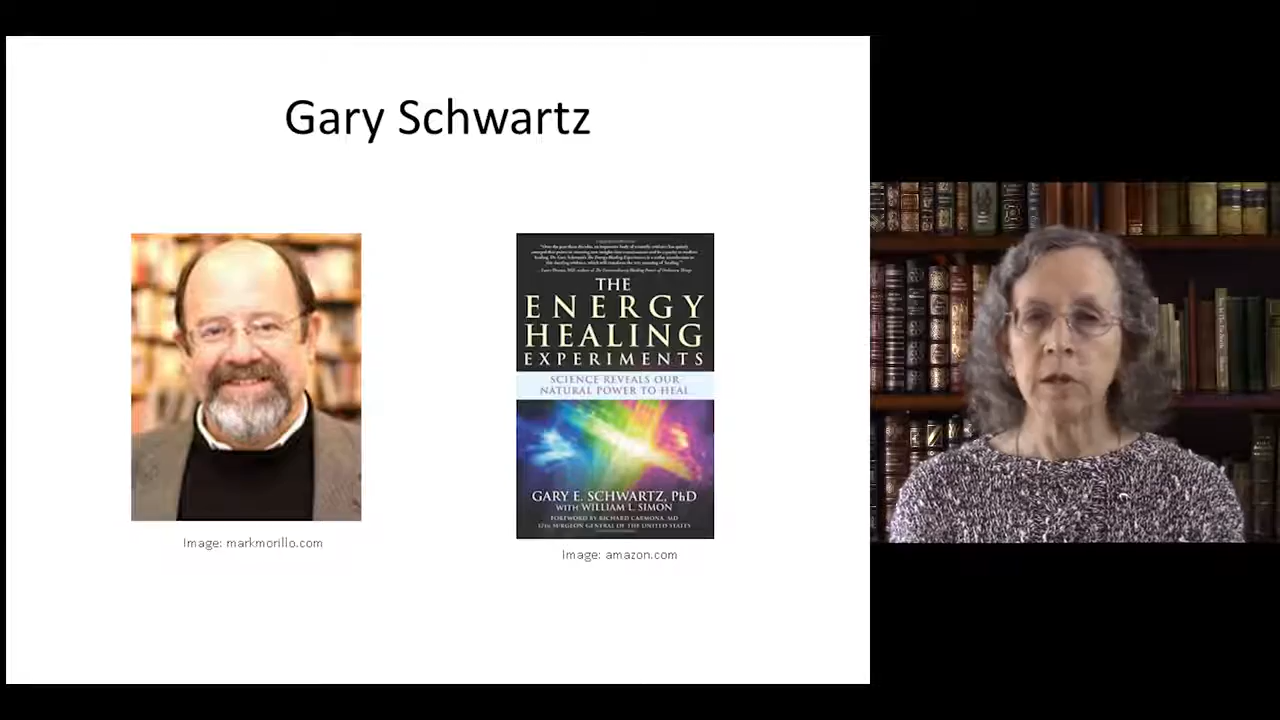 Gary Schwartz
THE
ENERGY
HEALING
EXPERIMENTS
SCIENCE REVEALS OUR
NATURAL POWER TO HEAL
GARY E. SCHWARTZ, PhD
WITH WILLIAM L. SIMON
FOREWORD BY RICHARD CARMONA, MD
17th SURGEON GENERAL OF THE UNITED STATES
Image: markmorillo.com
Image: amazon.com